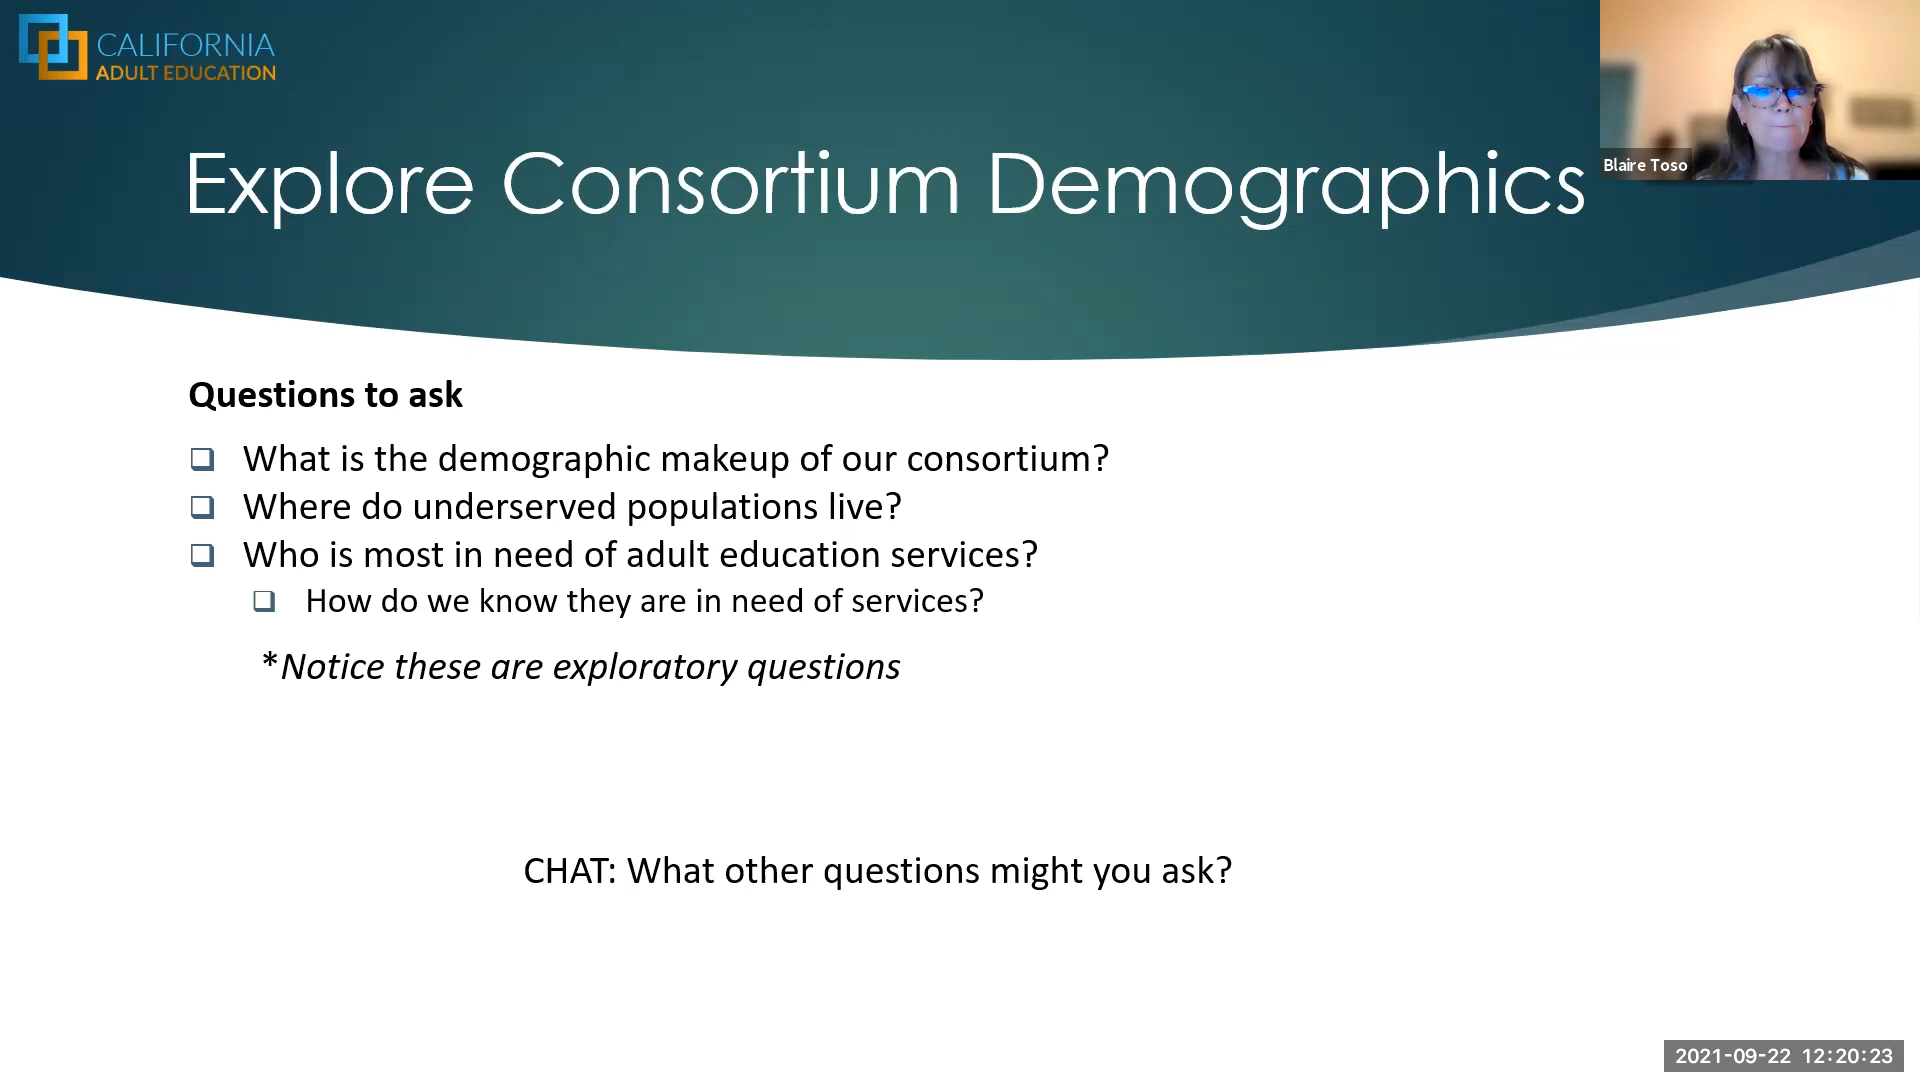 CALIFORNIA
ADULT EDUCATION
Explore Consortium Demographics
Blaire Toso
Questions to ask
What is the demographic makeup of our consortium?
Where do underserved populations live?
Who is most in need of adult education services?
How do we know they are in need of services?
*Notice these are exploratory questions
CHAT: What other questions might you ask?
2021-09-22 12:20:23